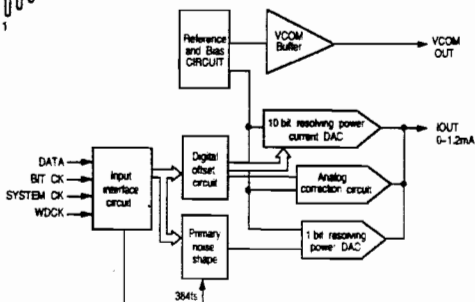 1
Reference
and Bias
CIRCUIT
VCOM
Buffer
VCOM
OUT
10 bit resolving power
current DAC
IOUT
0–1.2mA
DATA
BIT CK
SYSTEM CK
WDCK
Input
interface
circuit
Digital
offset
circuit
Analog
correction circuit
Primary
noise
shape
1 bit resolving
power DAC
384fs